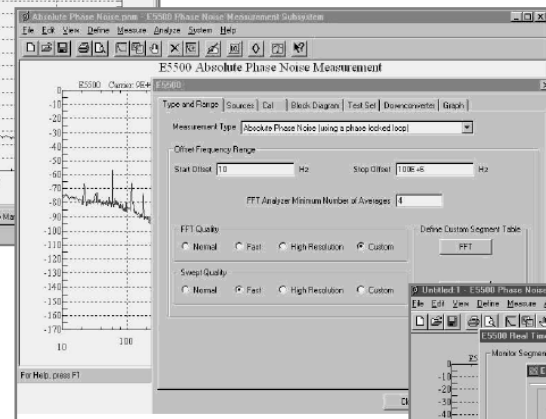 Absolute Phase Noise.pnm - E5500 Phase Noise Measurement Subsystem
File Edit View Define Measure Analyze System Help
E5500 Absolute Phase Noise Measurement
E5500 Carrier: 9E+
E5500
Type and Range Sources Cal Block Diagram Test Set Downconverter Graph
Measurement Type Absolute Phase Noise (using a phase locked loop)
Offset Frequency Range
Start Offset 10 Hz Stop Offset 100E+6 Hz
FFT Analyzer Minimum Number of Averages 4
FFT Quality
Normal Fast High Resolution Custom
Define Custom Segment Table
FFT
Swept Quality
Normal Fast High Resolution Custom
0
-10
-20
-30
-40
-50
-60
-70
-80
-90
-100
-110
-120
-130
-140
-150
-160
-170
10 100
For Help, press F1
Untitled 1 - E5500 Phase Noise
File Edit View Define Measure
E5500 Real Time
Monitor Segmen
0
-10
-20
-30
-40